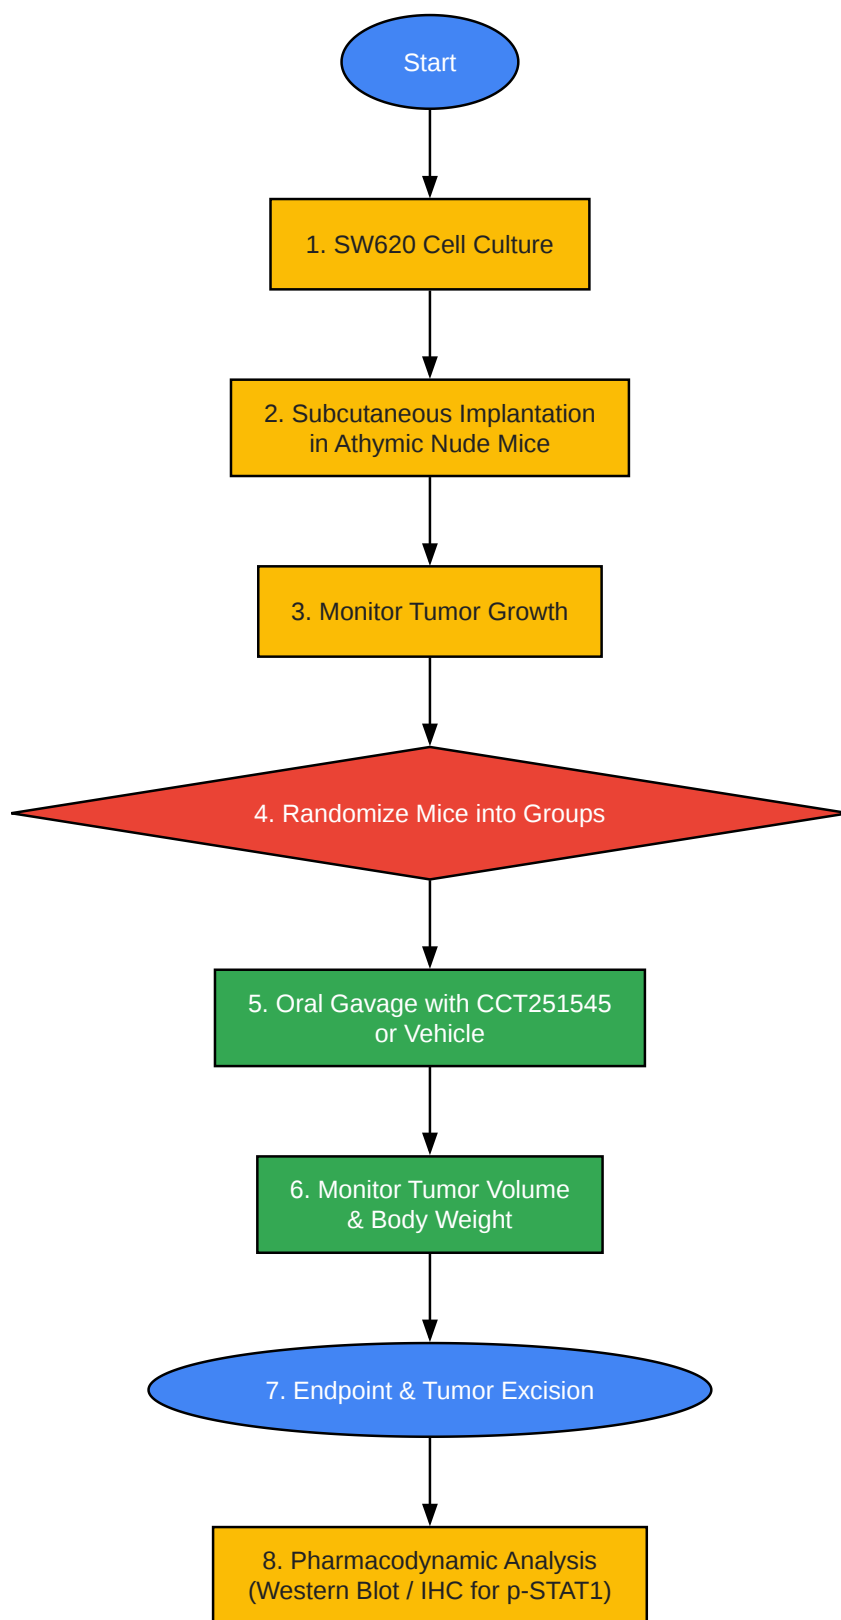 Start
1. SW620 Cell Culture
2. Subcutaneous Implantation
in Athymic Nude Mice
3. Monitor Tumor Growth
4. Randomize Mice into Groups
5. Oral Gavage with CCT251545
or Vehicle
6. Monitor Tumor Volume
& Body Weight
7. Endpoint & Tumor Excision
8. Pharmacodynamic Analysis
(Western Blot / IHC for p-STAT1)